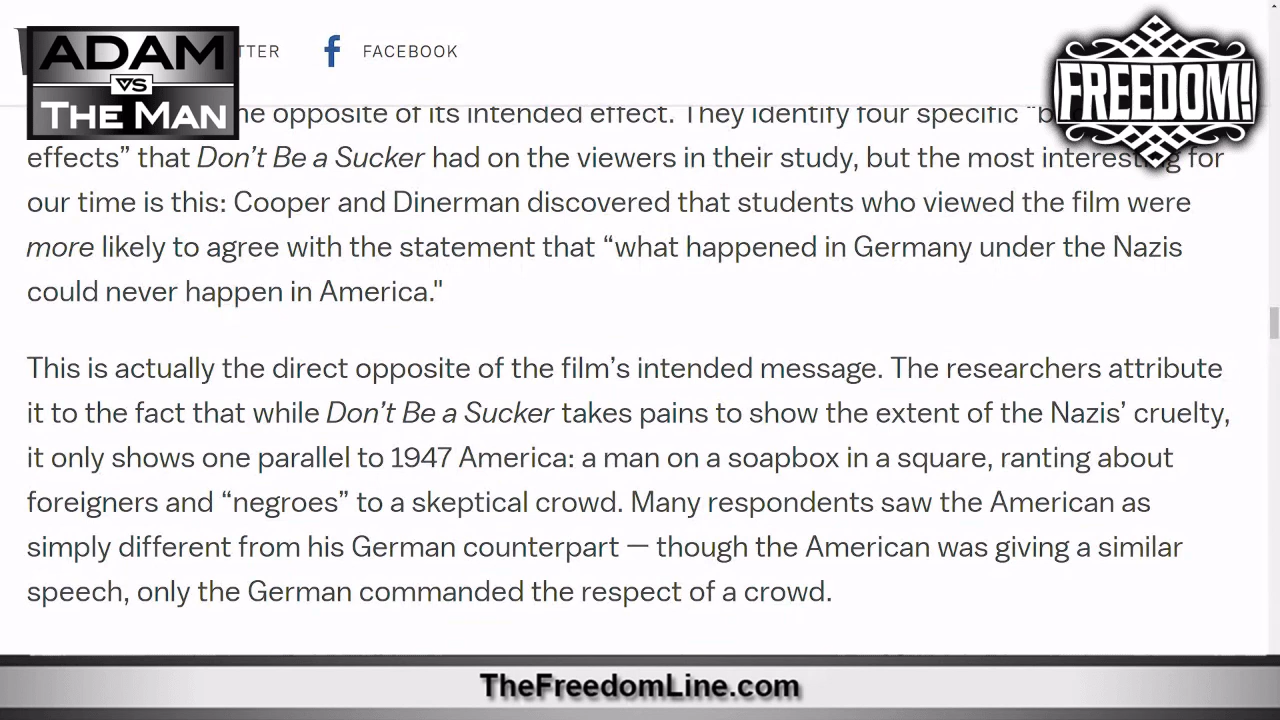 ADAM
VS
THE MAN
TTER
FACEBOOK
FREEDOM!
he opposite of its intended effect. They identify four specific “b
effects” that Don’t Be a Sucker had on the viewers in their study, but the most interesting for
our time is this: Cooper and Dinerman discovered that students who viewed the film were
more likely to agree with the statement that “what happened in Germany under the Nazis
could never happen in America."
This is actually the direct opposite of the film’s intended message. The researchers attribute
it to the fact that while Don’t Be a Sucker takes pains to show the extent of the Nazis’ cruelty,
it only shows one parallel to 1947 America: a man on a soapbox in a square, ranting about
foreigners and “negroes” to a skeptical crowd. Many respondents saw the American as
simply different from his German counterpart — though the American was giving a similar
speech, only the German commanded the respect of a crowd.
TheFreedomLine.com